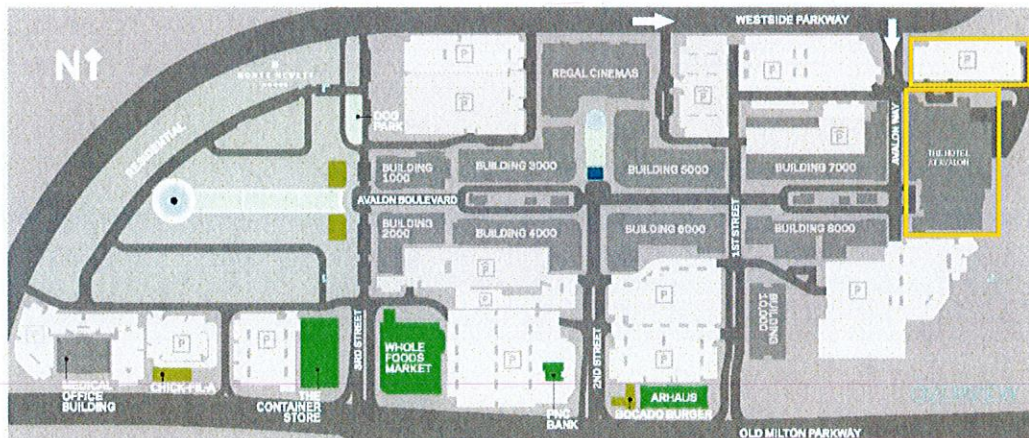 N
WESTSIDE PARKWAY
P
P
P
P
REGAL CINEMAS
P
DOG
PARK
P
RESIDENTIAL
AVALON WAY
THE HOTEL
AT AVALON
BUILDING
1000
BUILDING 3000
BUILDING 5000
BUILDING 7000
AVALON BOULEVARD
BUILDING
2000
BUILDING 4000
BUILDING 6000
1ST STREET
BUILDING 8000
P
P
P
P
P
BUILDING
10,000
P
P
3RD STREET
WHOLE
FOODS
MARKET
P
2ND STREET
P
MEDICAL
OFFICE
BUILDING
CHICK-FIL-A
THE
CONTAINER
STORE
PNC
BANK
ARHAUS
BOCADO BURGER
OVERVIEW
OLD MILTON PARKWAY